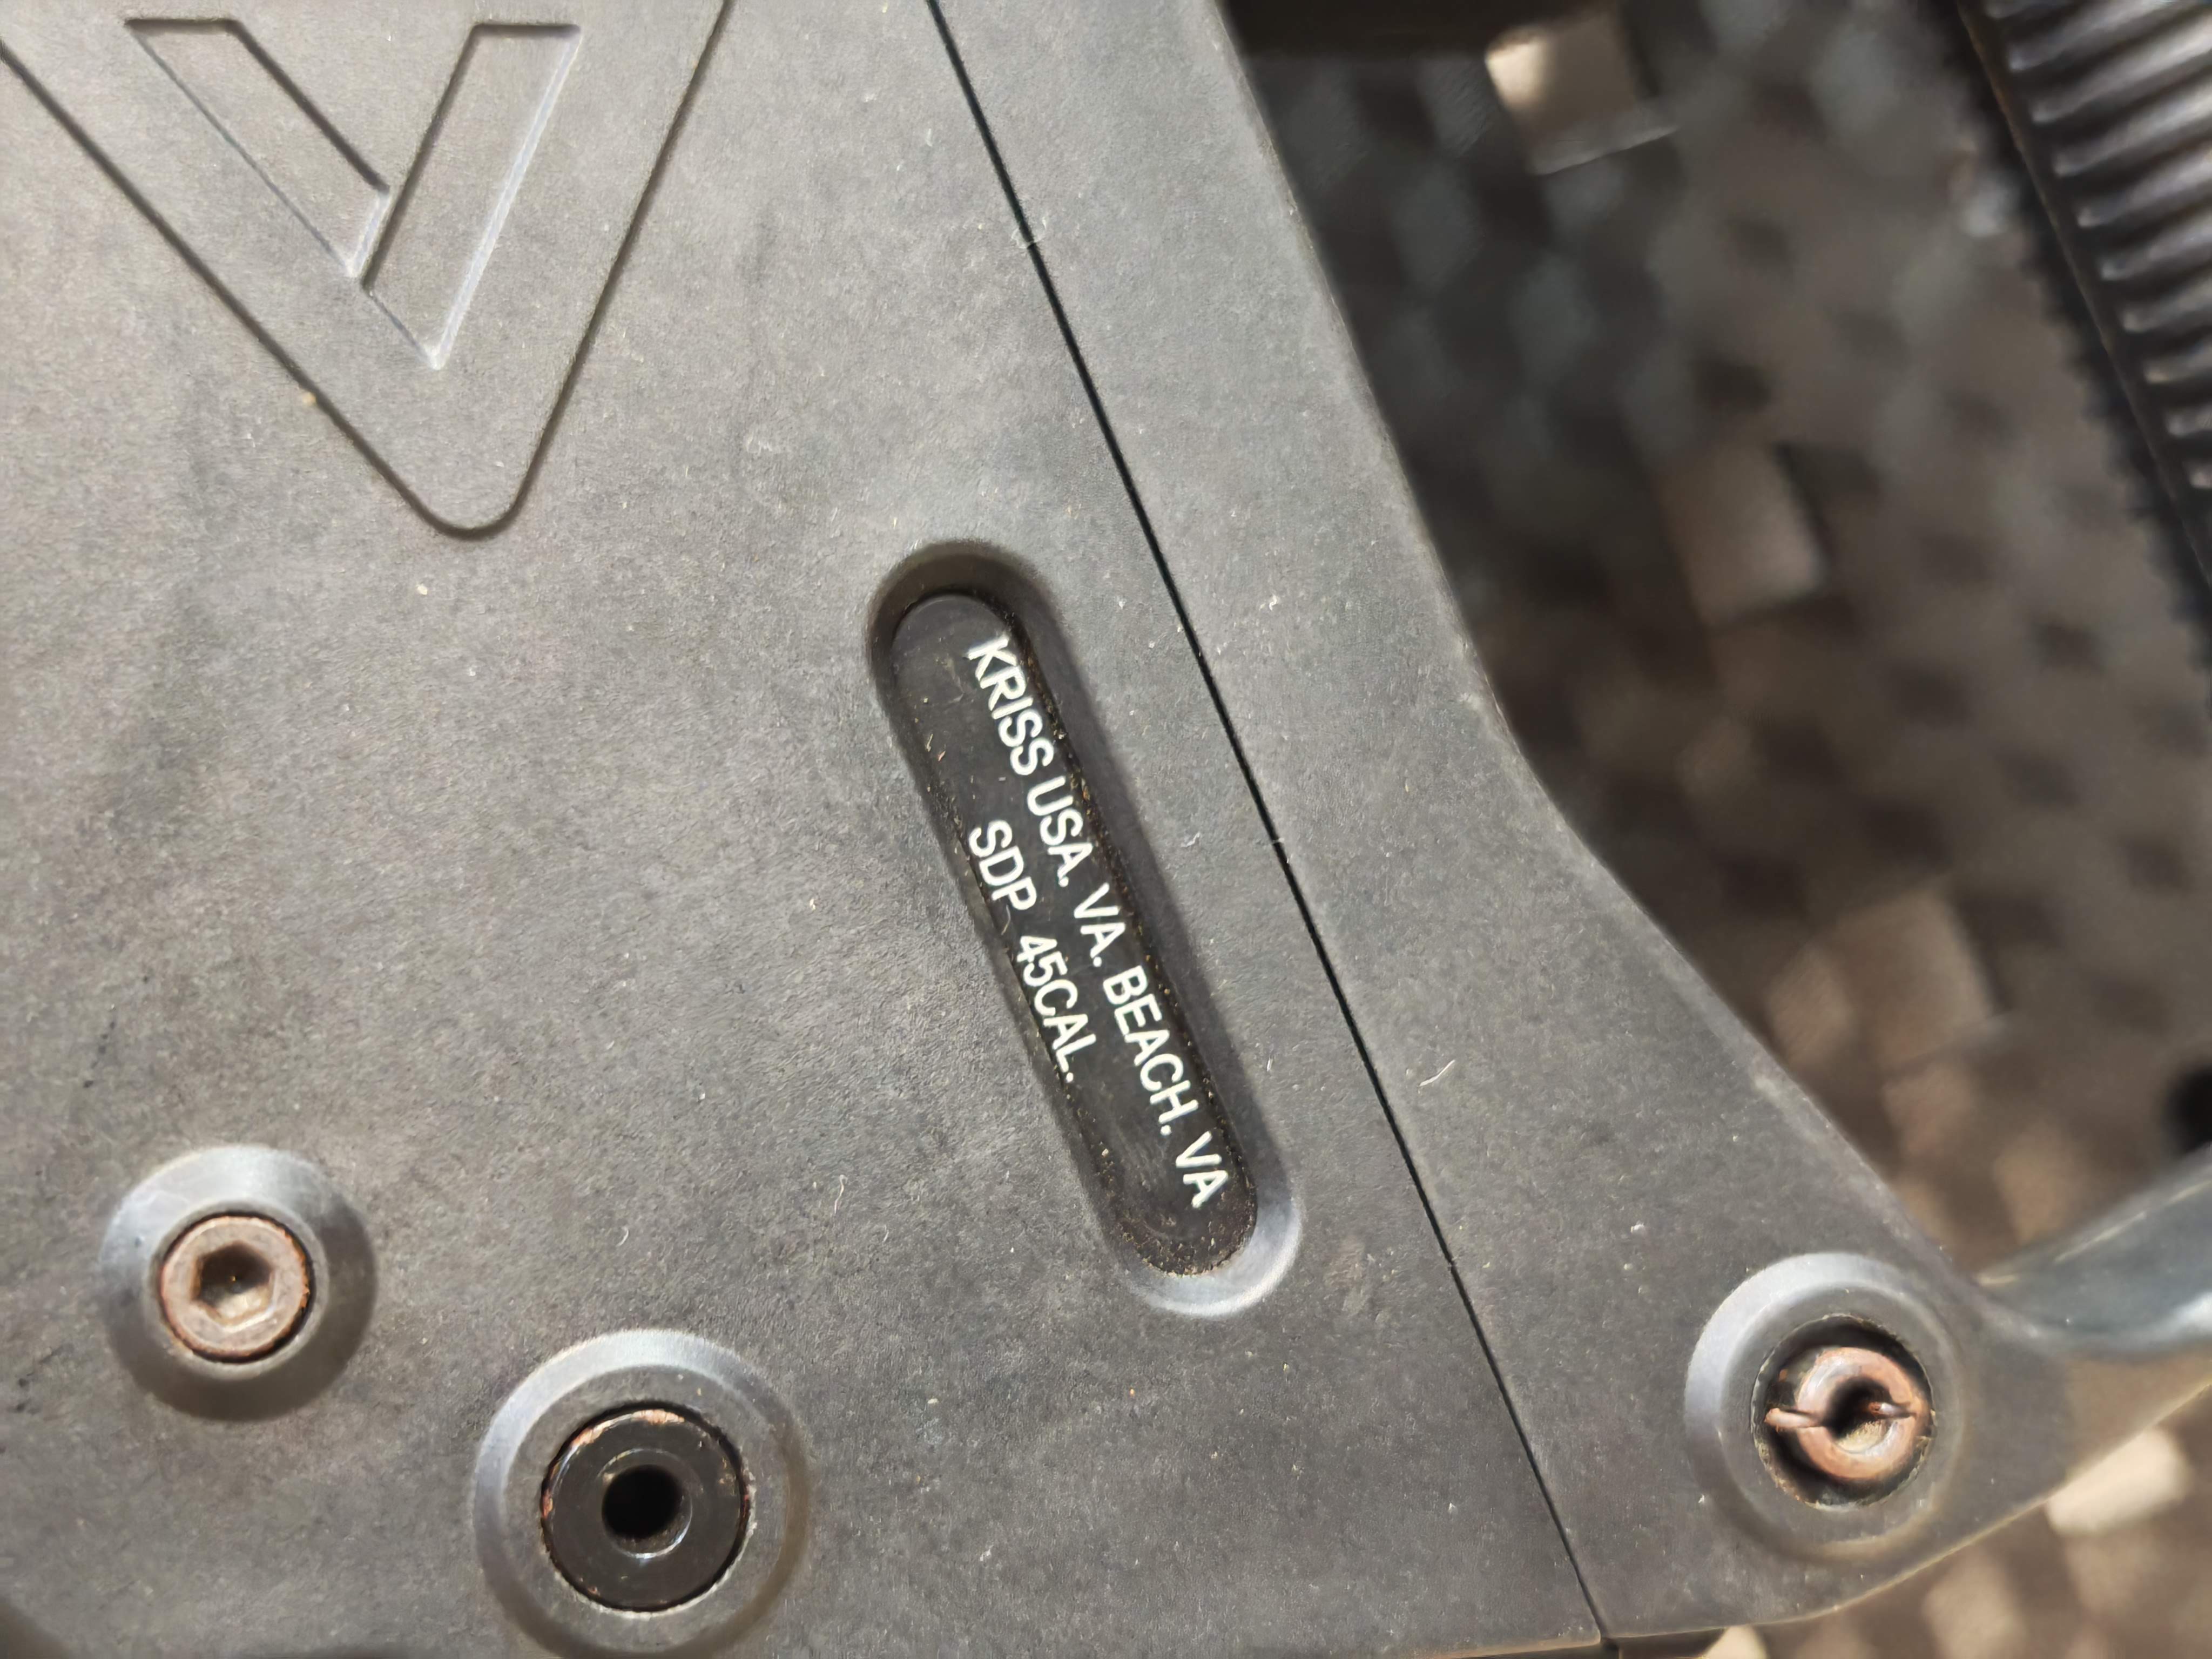 KRISS USA. VA. BEACH. VA
SDP 45CAL.